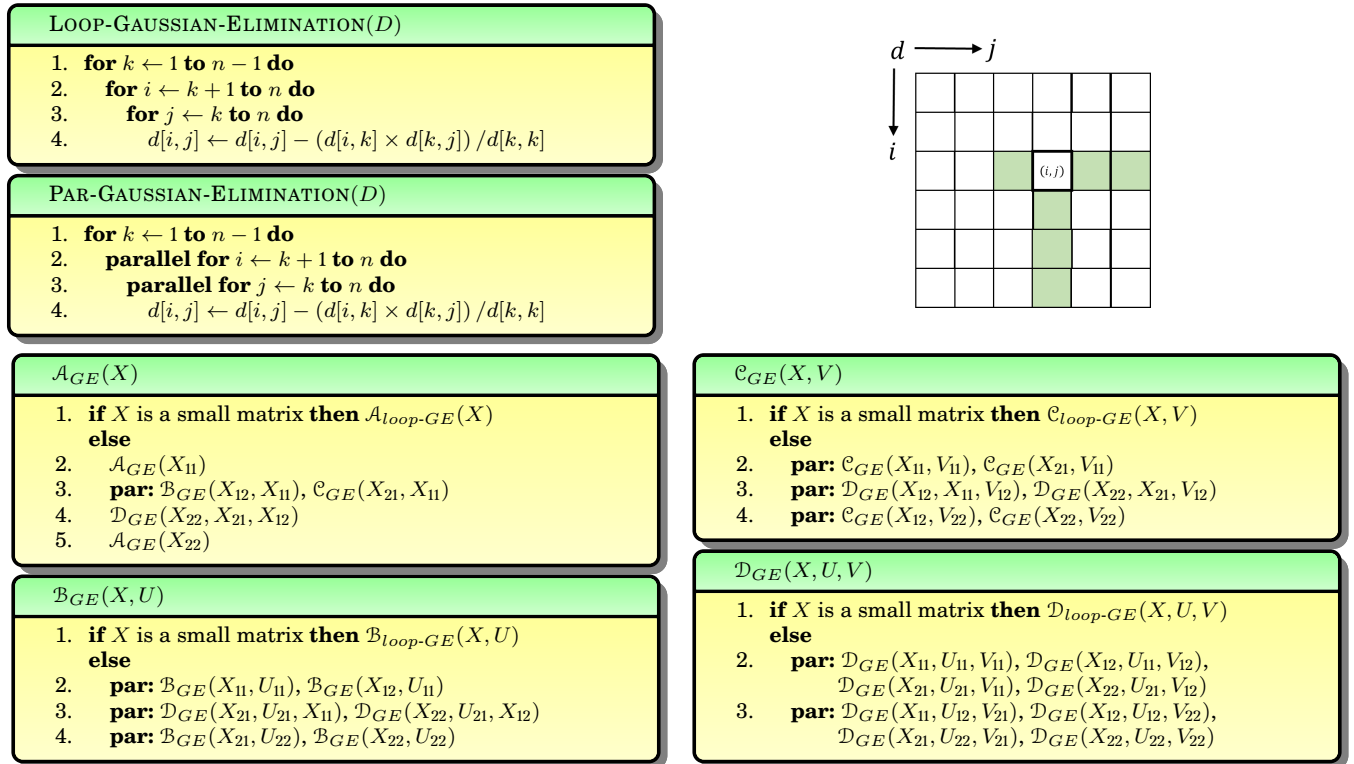 LOOP-GAUSSIAN-ELIMINATION(D)
1. for k ← 1 to n − 1 do
2. for i ← k + 1 to n do
3. for j ← k to n do
4. d[i, j] ← d[i, j] − (d[i, k] × d[k, j]) /d[k, k]
PAR-GAUSSIAN-ELIMINATION(D)
1. for k ← 1 to n − 1 do
2. parallel for i ← k + 1 to n do
3. parallel for j ← k to n do
4. d[i, j] ← d[i, j] − (d[i, k] × d[k, j]) /d[k, k]
d j
i
(i, j)
𝒜GE(X)
1. if X is a small matrix then 𝒜loop-GE(X)
else
2. 𝒜GE(X11)
3. par: ℬGE(X12, X11), 𝒞GE(X21, X11)
4. 𝒟GE(X22, X21, X12)
5. 𝒜GE(X22)
ℬGE(X, U)
1. if X is a small matrix then ℬloop-GE(X, U)
else
2. par: ℬGE(X11, U11), ℬGE(X12, U11)
3. par: 𝒟GE(X21, U21, X11), 𝒟GE(X22, U21, X12)
4. par: ℬGE(X21, U22), ℬGE(X22, U22)
𝒞GE(X, V)
1. if X is a small matrix then 𝒞loop-GE(X, V)
else
2. par: 𝒞GE(X11, V11), 𝒞GE(X21, V11)
3. par: 𝒟GE(X12, X11, V12), 𝒟GE(X22, X21, V12)
4. par: 𝒞GE(X12, V22), 𝒞GE(X22, V22)
𝒟GE(X, U, V)
1. if X is a small matrix then 𝒟loop-GE(X, U, V)
else
2. par: 𝒟GE(X11, U11, V11), 𝒟GE(X12, U11, V12),
𝒟GE(X21, U21, V11), 𝒟GE(X22, U21, V12)
3. par: 𝒟GE(X11, U12, V21), 𝒟GE(X12, U12, V22),
𝒟GE(X21, U22, V21), 𝒟GE(X22, U22, V22)